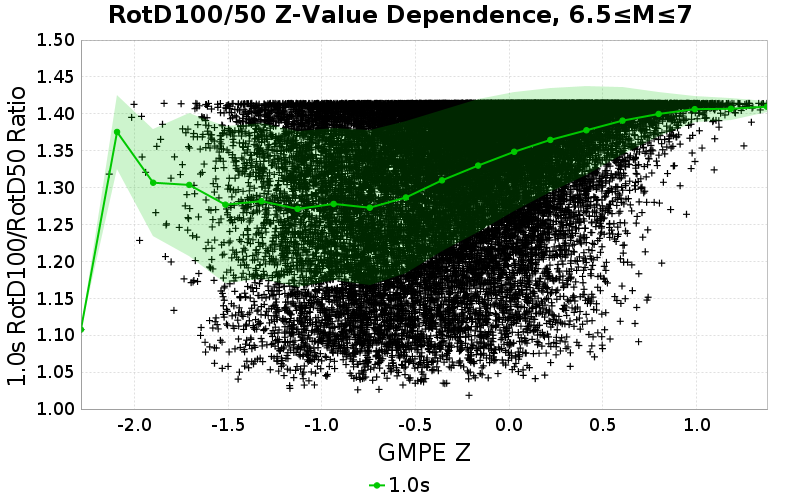 RotD100/50 Z-Value Dependence, 6.5≤M≤7
1.0s RotD100/RotD50 Ratio
1.50
1.45
1.40
1.35
1.30
1.25
1.20
1.15
1.10
1.05
1.00
-2.0 -1.5 -1.0 -0.5 0.0 0.5 1.0
GMPE Z
1.0s